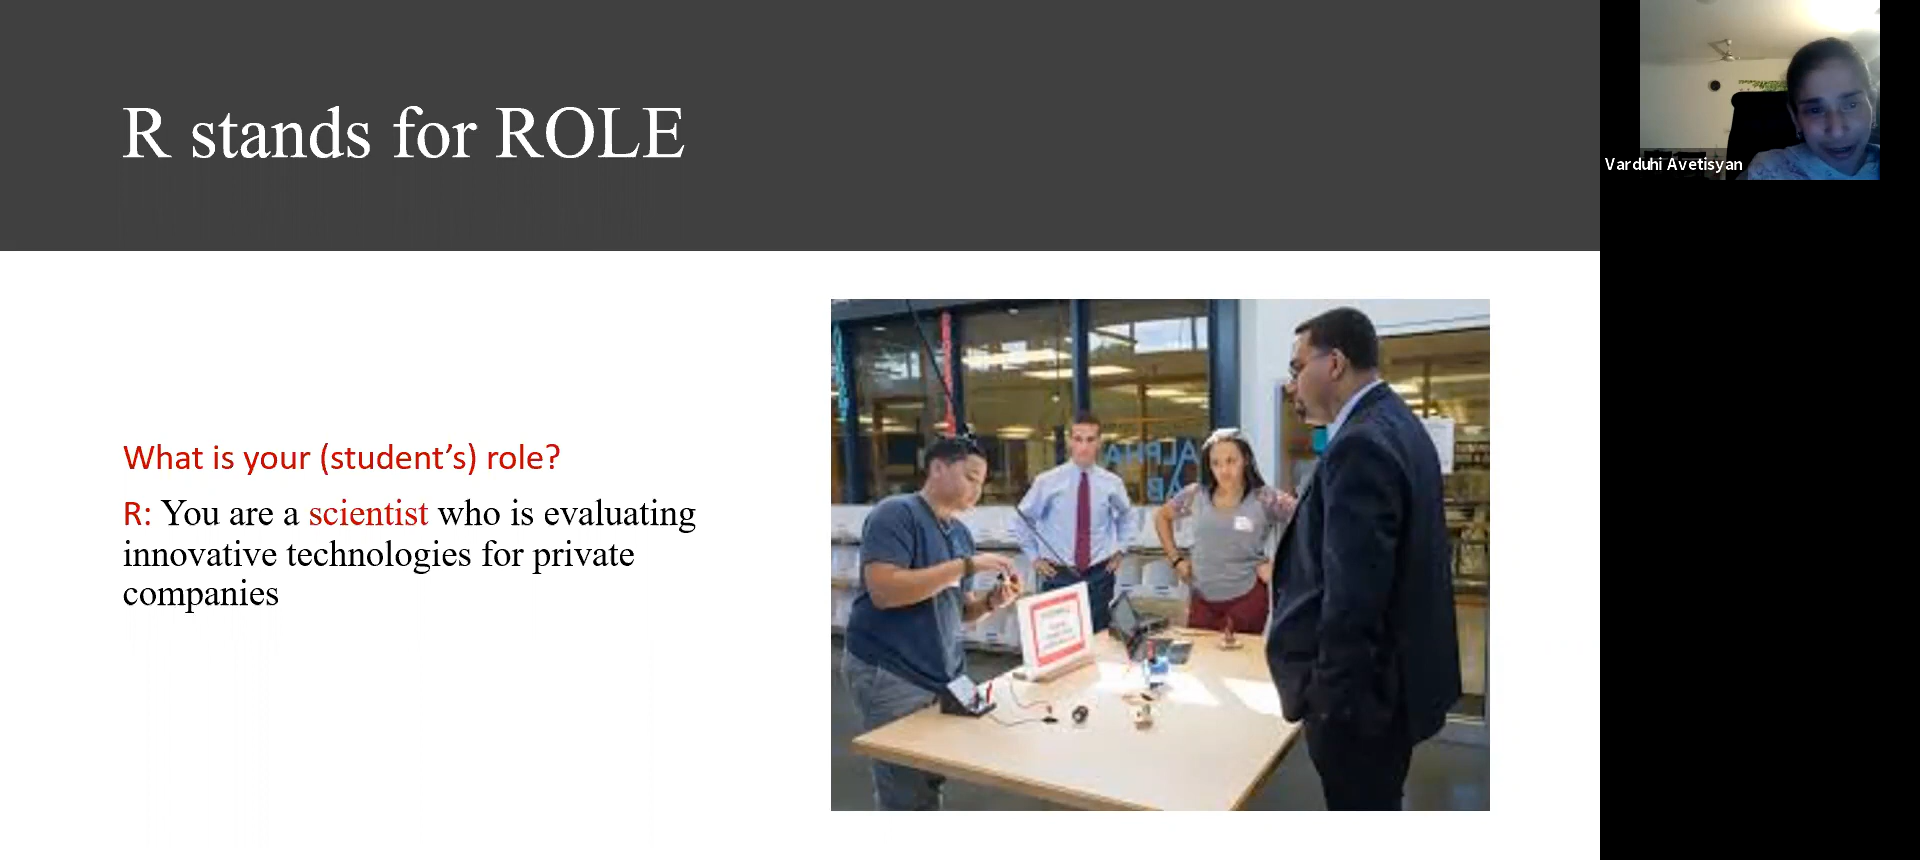 R stands for ROLE
Varduhi Avetisyan
What is your (student’s) role?
R: You are a scientist who is evaluating
innovative technologies for private
companies
ALPHA